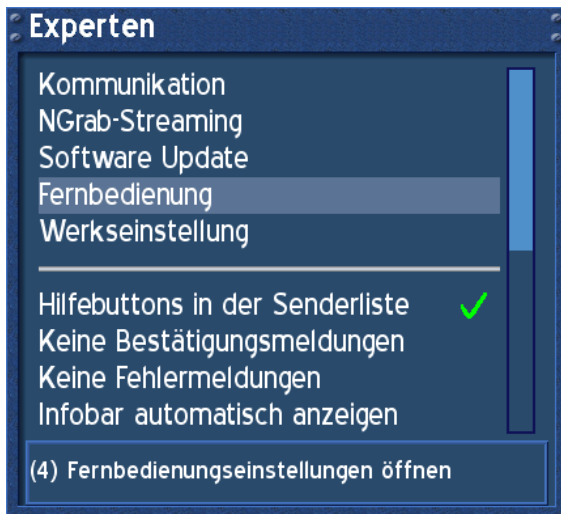 Experten
Kommunikation
NGrab-Streaming
Software Update
Fernbedienung
Werkseinstellung
Hilfebuttons in der Senderliste
Keine Bestätigungsmeldungen
Keine Fehlermeldungen
Infobar automatisch anzeigen
(4) Fernbedienungseinstellungen öffnen